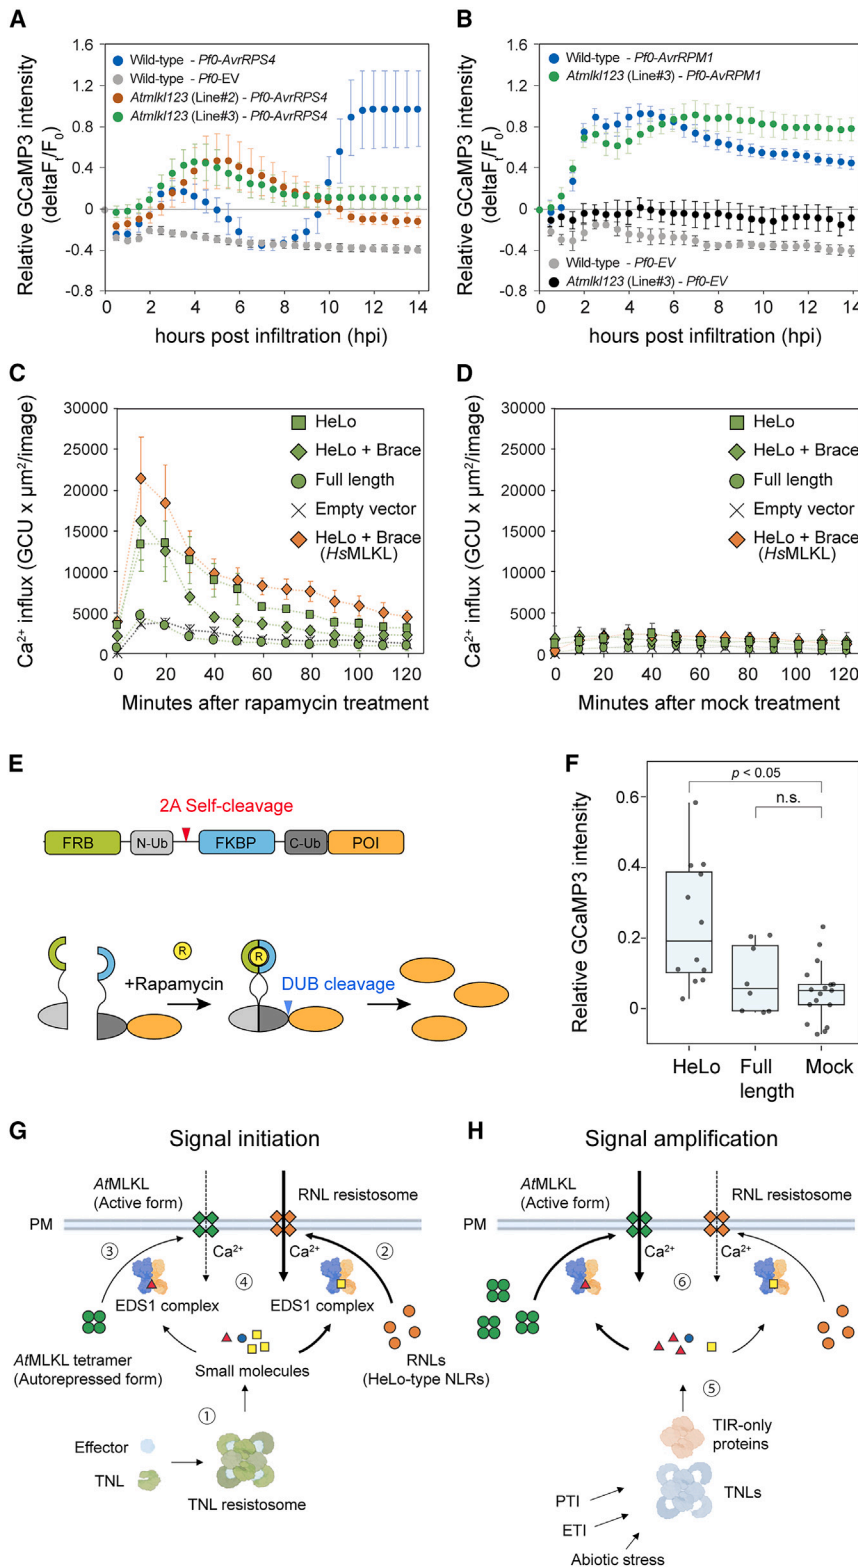 A
Relative GCaMP3 intensity
(deltaFt/F0)
1.6
1.2
0.8
0.4
0
-0.4
-0.8
Wild-type - Pf0-AvrRPS4
Wild-type - Pf0-EV
Atmlkl123 (Line#2) - Pf0-AvrRPS4
Atmlkl123 (Line#3) - Pf0-AvrRPS4
0 2 4 6 8 10 12 14
hours post infiltration (hpi)
B
Relative GCaMP3 intensity
(deltaFt/F0)
1.6
1.2
0.8
0.4
0
-0.4
-0.8
Wild-type - Pf0-AvrRPM1
Atmlkl123 (Line#3) - Pf0-AvrRPM1
Wild-type - Pf0-EV
Atmlkl123 (Line#3) - Pf0-EV
0 2 4 6 8 10 12 14
hours post infiltration (hpi)
C
Ca2+ influx (GCU x µm2/image)
30000
25000
20000
15000
10000
5000
0
HeLo
HeLo + Brace
Full length
Empty vector
HeLo + Brace
(HsMLKL)
0 20 40 60 80 100 120
Minutes after rapamycin treatment
D
Ca2+ influx (GCU x µm2/image)
30000
25000
20000
15000
10000
5000
0
HeLo
HeLo + Brace
Full length
Empty vector
HeLo + Brace
(HsMLKL)
0 20 40 60 80 100 120
Minutes after mock treatment
E
2A Self-cleavage
FRB N-Ub FKBP C-Ub POI
R
R
+Rapamycin
DUB cleavage
F
Relative GCaMP3 intensity
0.6
0.4
0.2
0
p < 0.05
n.s.
HeLo Full Mock
length
G
Signal initiation
AtMLKL
(Active form)
RNL resistosome
PM
Ca2+ Ca2+
③ ② ④
EDS1 complex EDS1 complex
AtMLKL tetramer
(Autorepressed form)
Small molecules
RNLs
(HeLo-type NLRs)
①
Effector
TNL
TNL resistosome
H
Signal amplification
AtMLKL
(Active form)
RNL resistosome
PM
Ca2+ Ca2+
⑥
⑤
TIR-only
proteins
TNLs
PTI
ETI
Abiotic stress